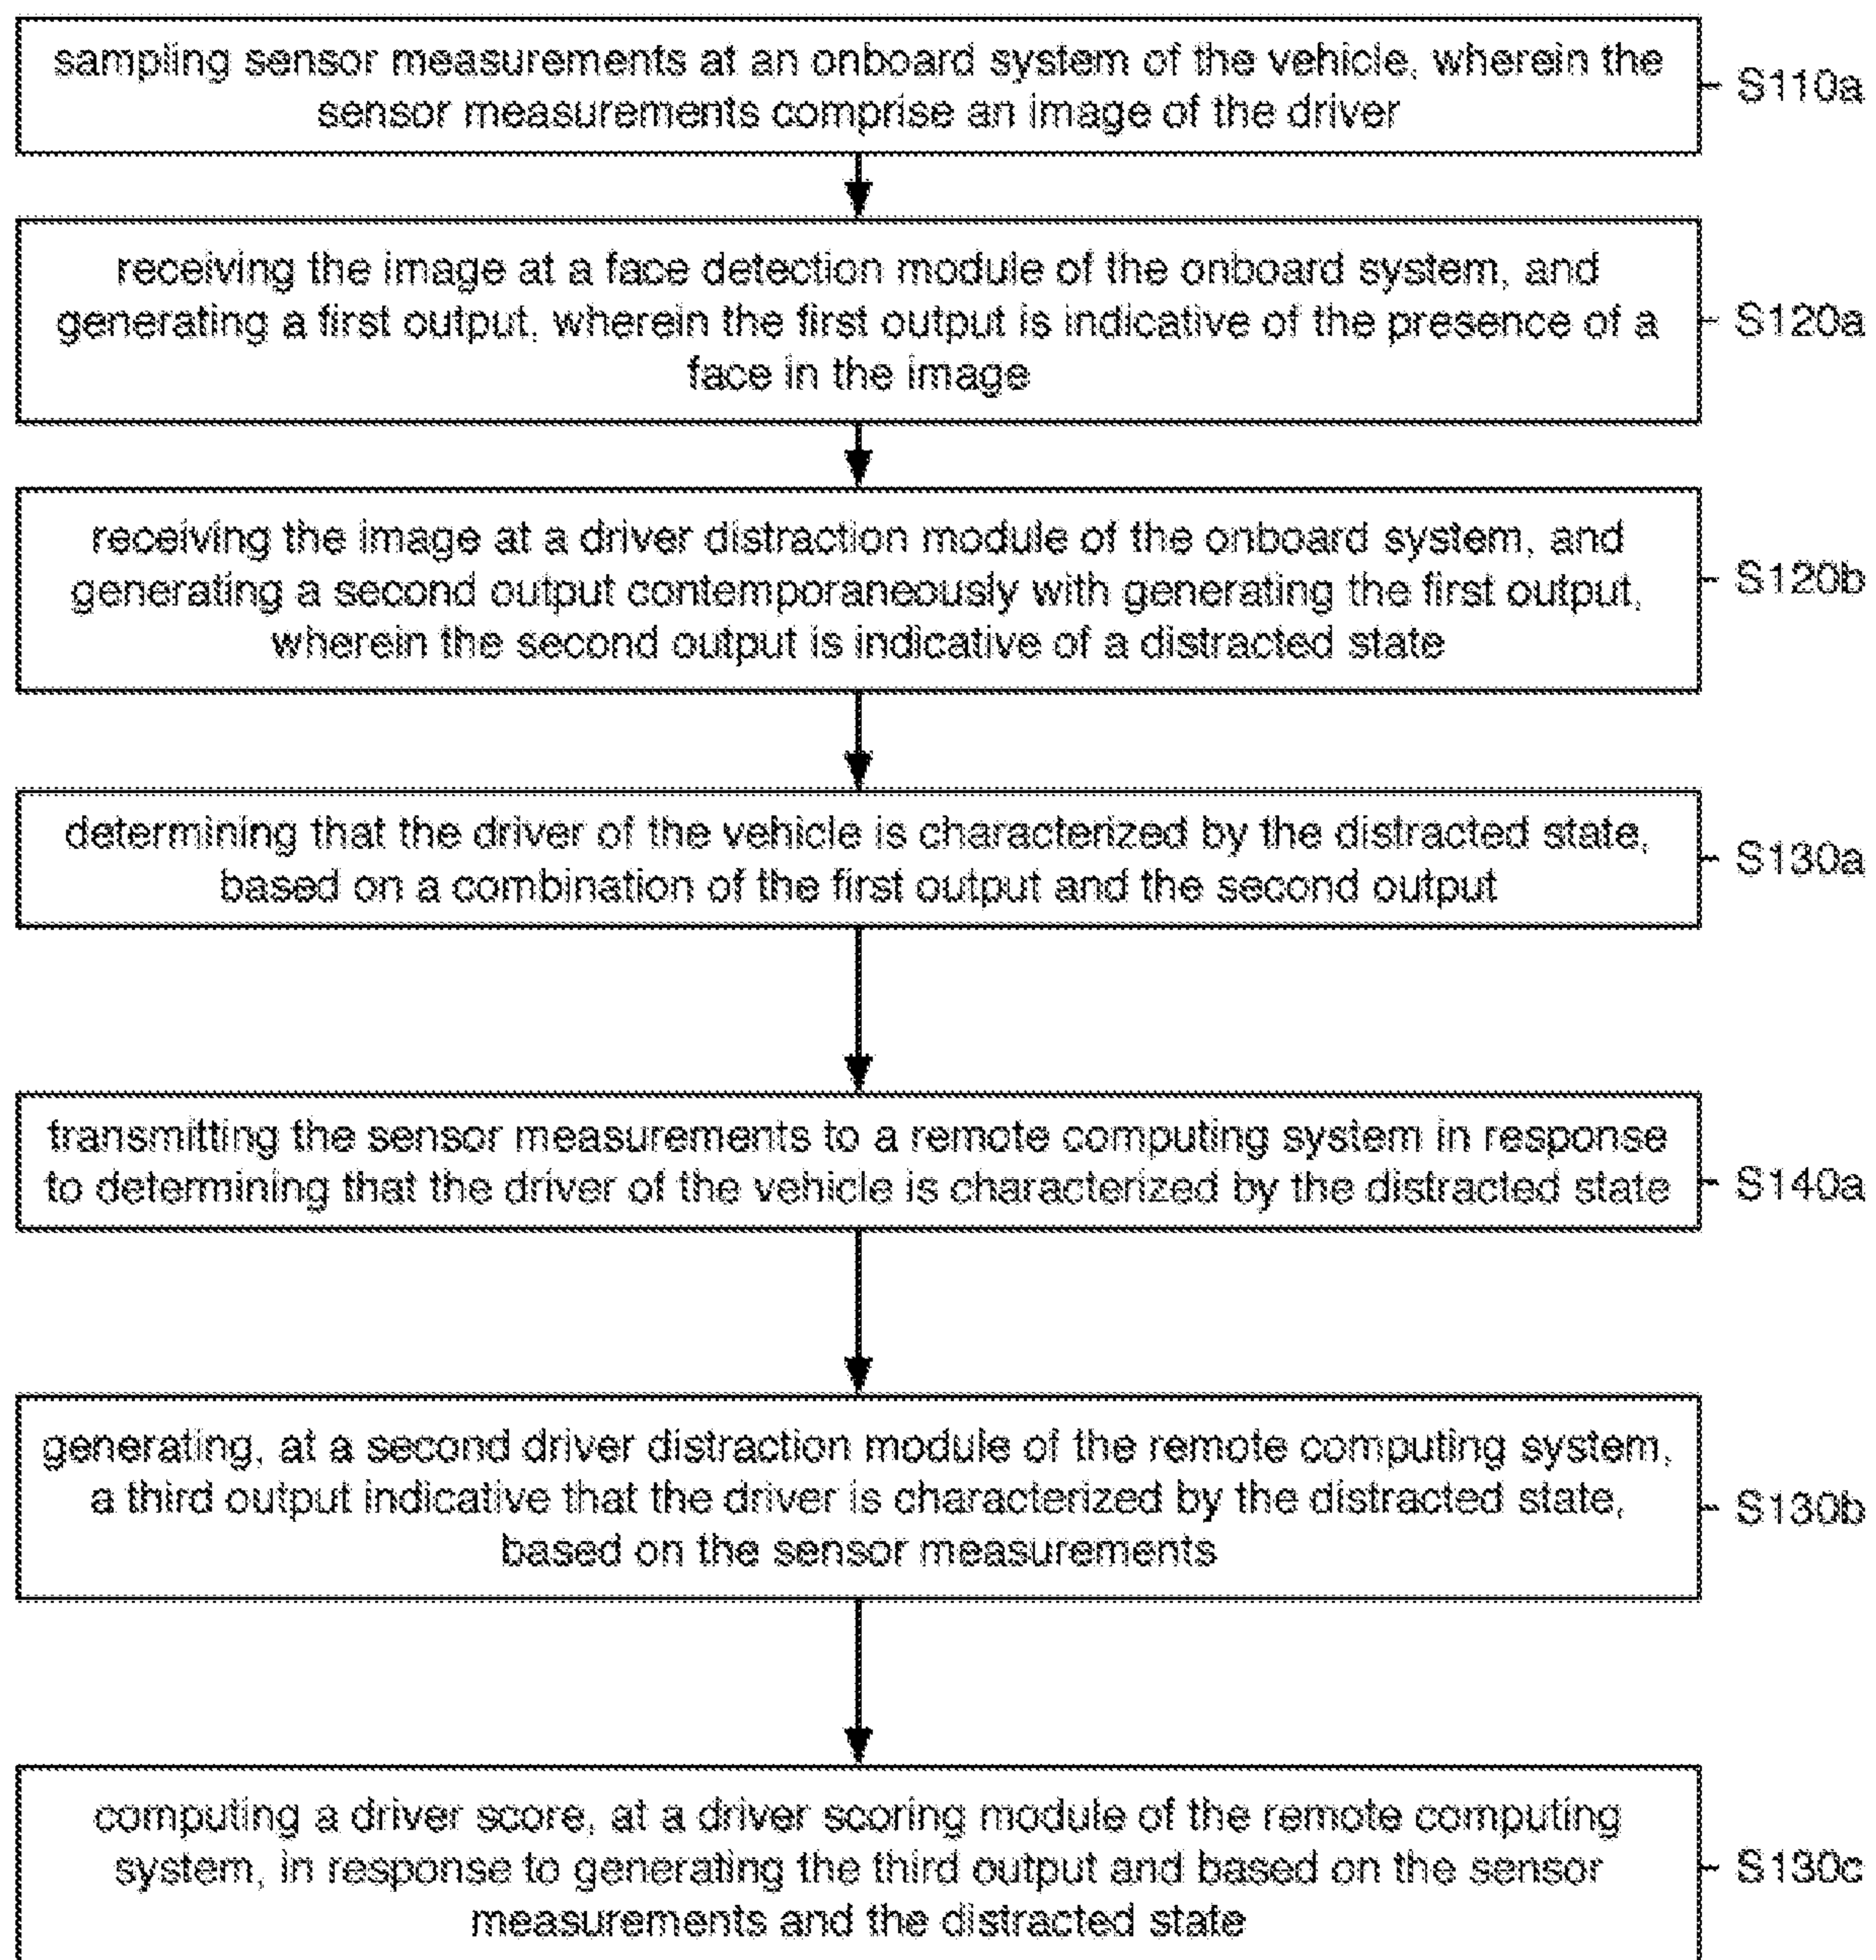 sampling sensor measurements at an onboard system of the vehicle, wherein the
sensor measurements comprise an image of the driver
S110a
receiving the image at a face detection module of the onboard system, and
generating a first output, wherein the first output is indicative of the presence of a
face in the image
S120a
receiving the image at a driver distraction module of the onboard system, and
generating a second output contemporaneously with generating the first output,
wherein the second output is indicative of a distracted state
S120b
determining that the driver of the vehicle is characterized by the distracted state,
based on a combination of the first output and the second output
S130a
transmitting the sensor measurements to a remote computing system in response
to determining that the driver of the vehicle is characterized by the distracted state
S140a
generating, at a second driver distraction module of the remote computing system,
a third output indicative that the driver is characterized by the distracted state,
based on the sensor measurements
S130b
computing a driver score, at a driver scoring module of the remote computing
system, in response to generating the third output and based on the sensor
measurements and the distracted state
S130c